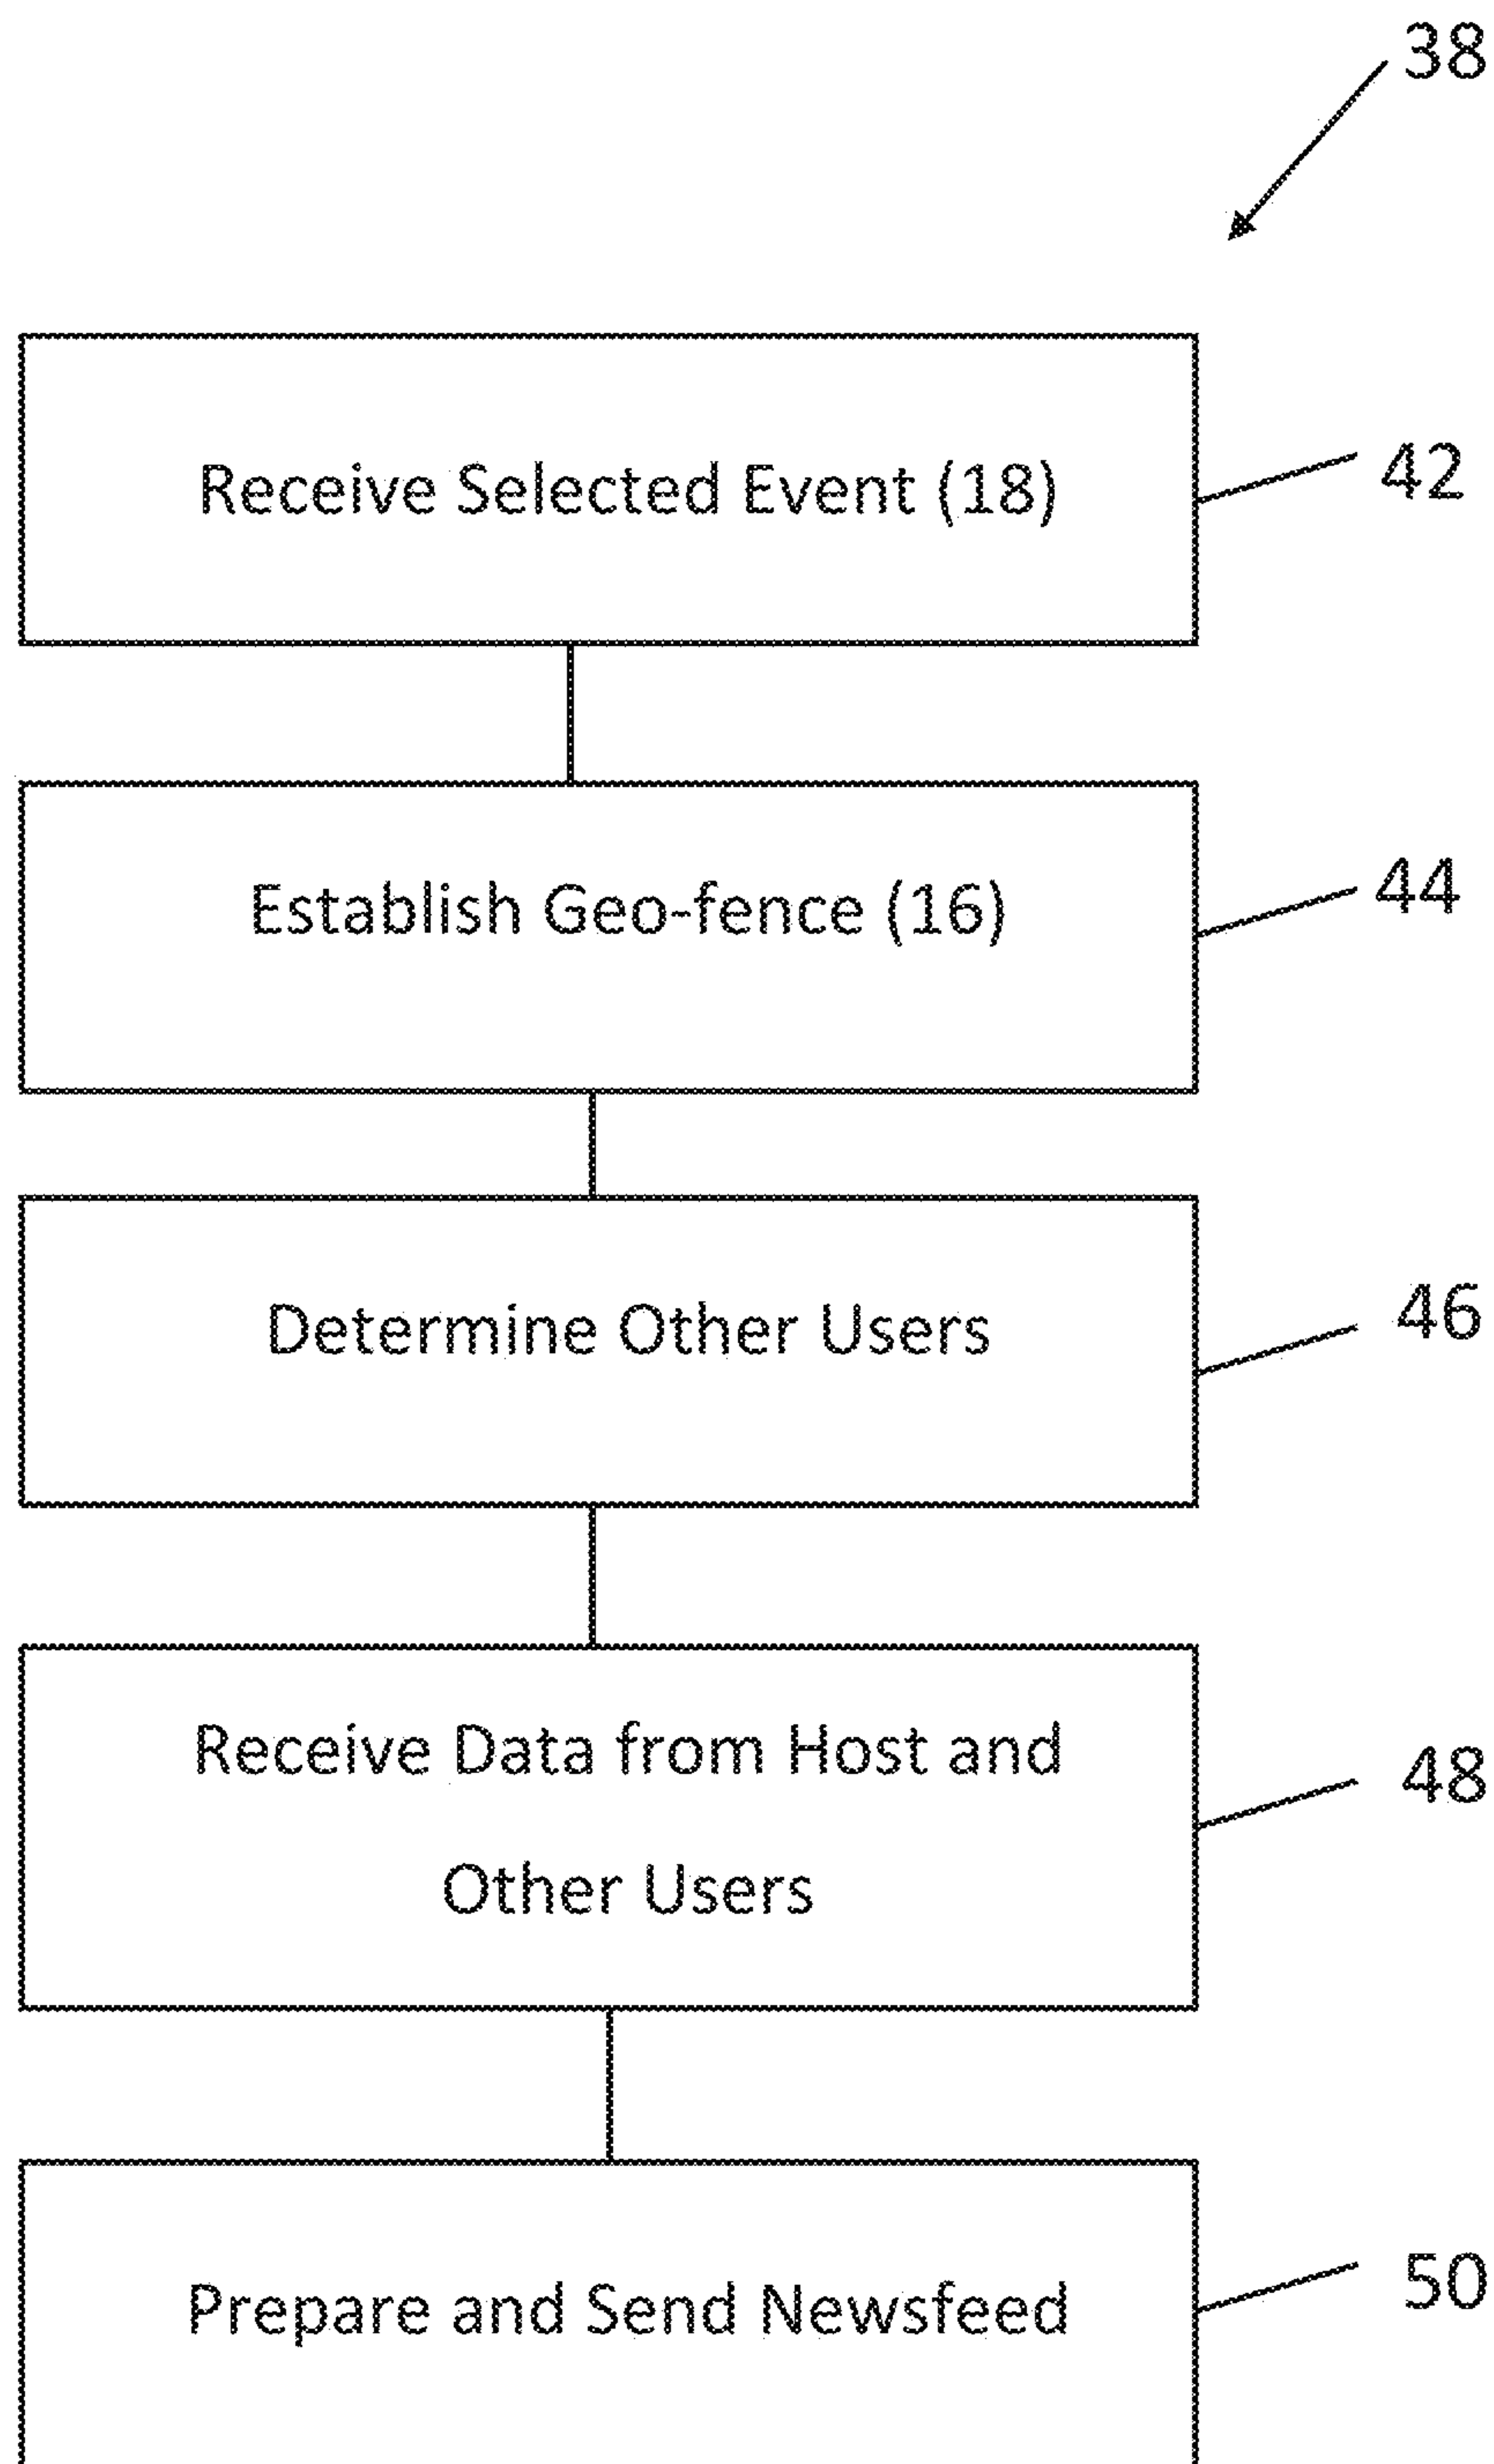 38
Receive Selected Event (18)
42
Establish Geo-fence (16)
44
Determine Other Users
46
Receive Data from Host and
Other Users
48
Prepare and Send Newsfeed
50